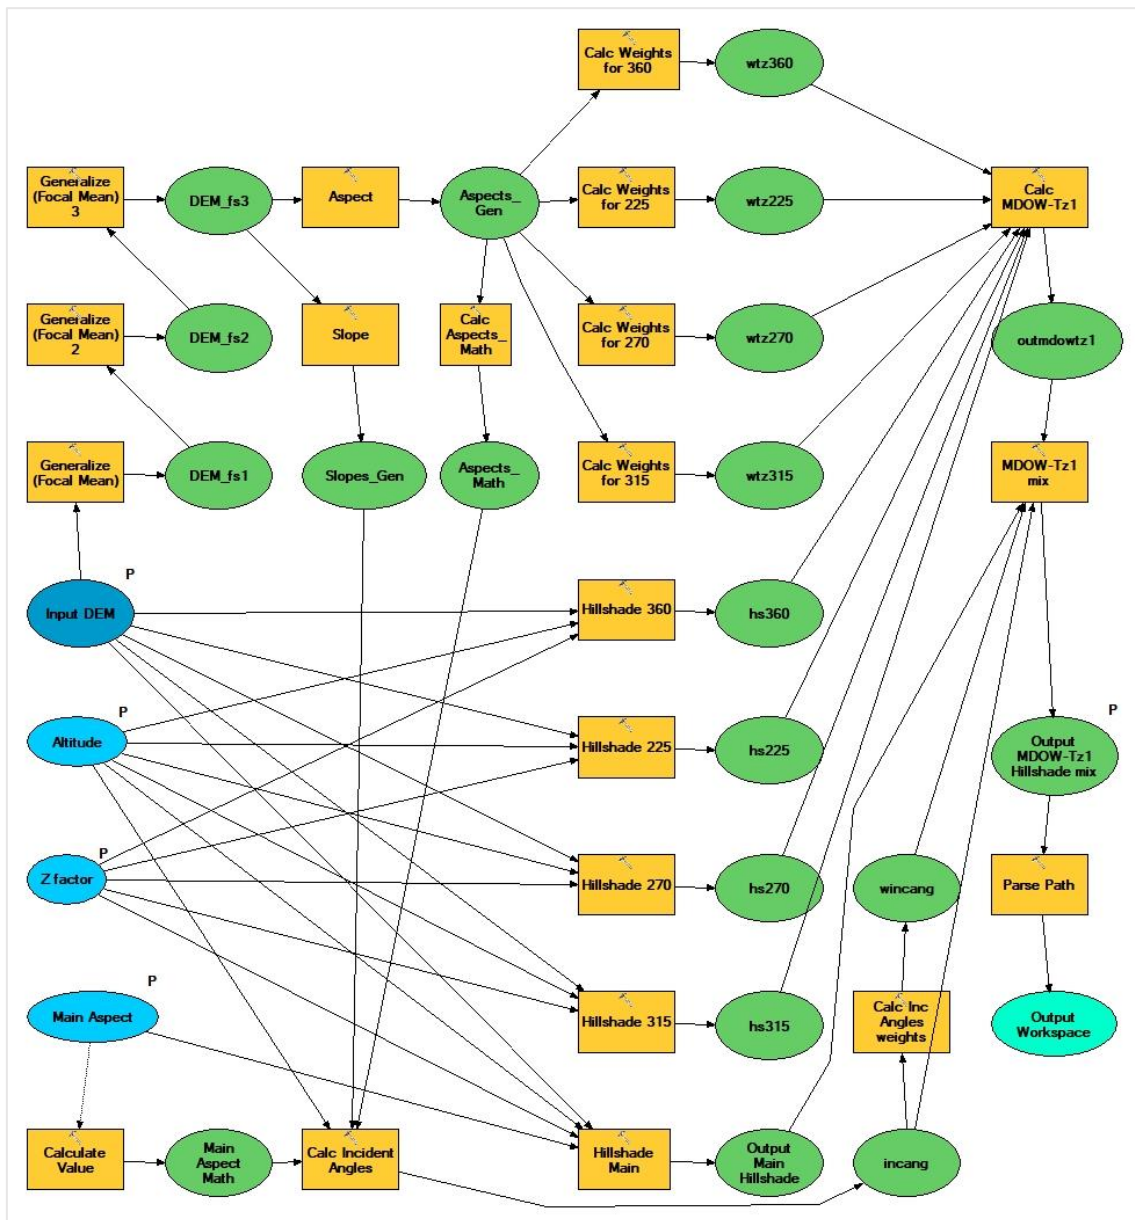 Calc Weights
for 360
wtz360
Generalize
(Focal Mean)
3
DEM_fs3
Aspect
Aspects_
Gen
Calc Weights
for 225
wtz225
Calc
MDOW-Tz1
Generalize
(Focal Mean)
2
DEM_fs2
Slope
Calc
Aspects_
Math
Calc Weights
for 270
wtz270
outmdowtz1
Generalize
(Focal Mean)
DEM_fs1
Slopes_Gen
Aspects_
Math
Calc Weights
for 315
wtz315
MDOW-Tz1
mix
P
Input DEM
Hillshade 360
hs360
P
Altitude
Hillshade 225
hs225
P
Output
MDOW-Tz1
Hillshade mix
P
Z factor
Hillshade 270
hs270
wincang
Parse Path
P
Main Aspect
Hillshade 315
hs315
Calc Inc
Angles
weights
Output
Workspace
Calculate
Value
Main
Aspect
Math
Calc Incident
Angles
Hillshade
Main
Output
Main
Hillshade
incang